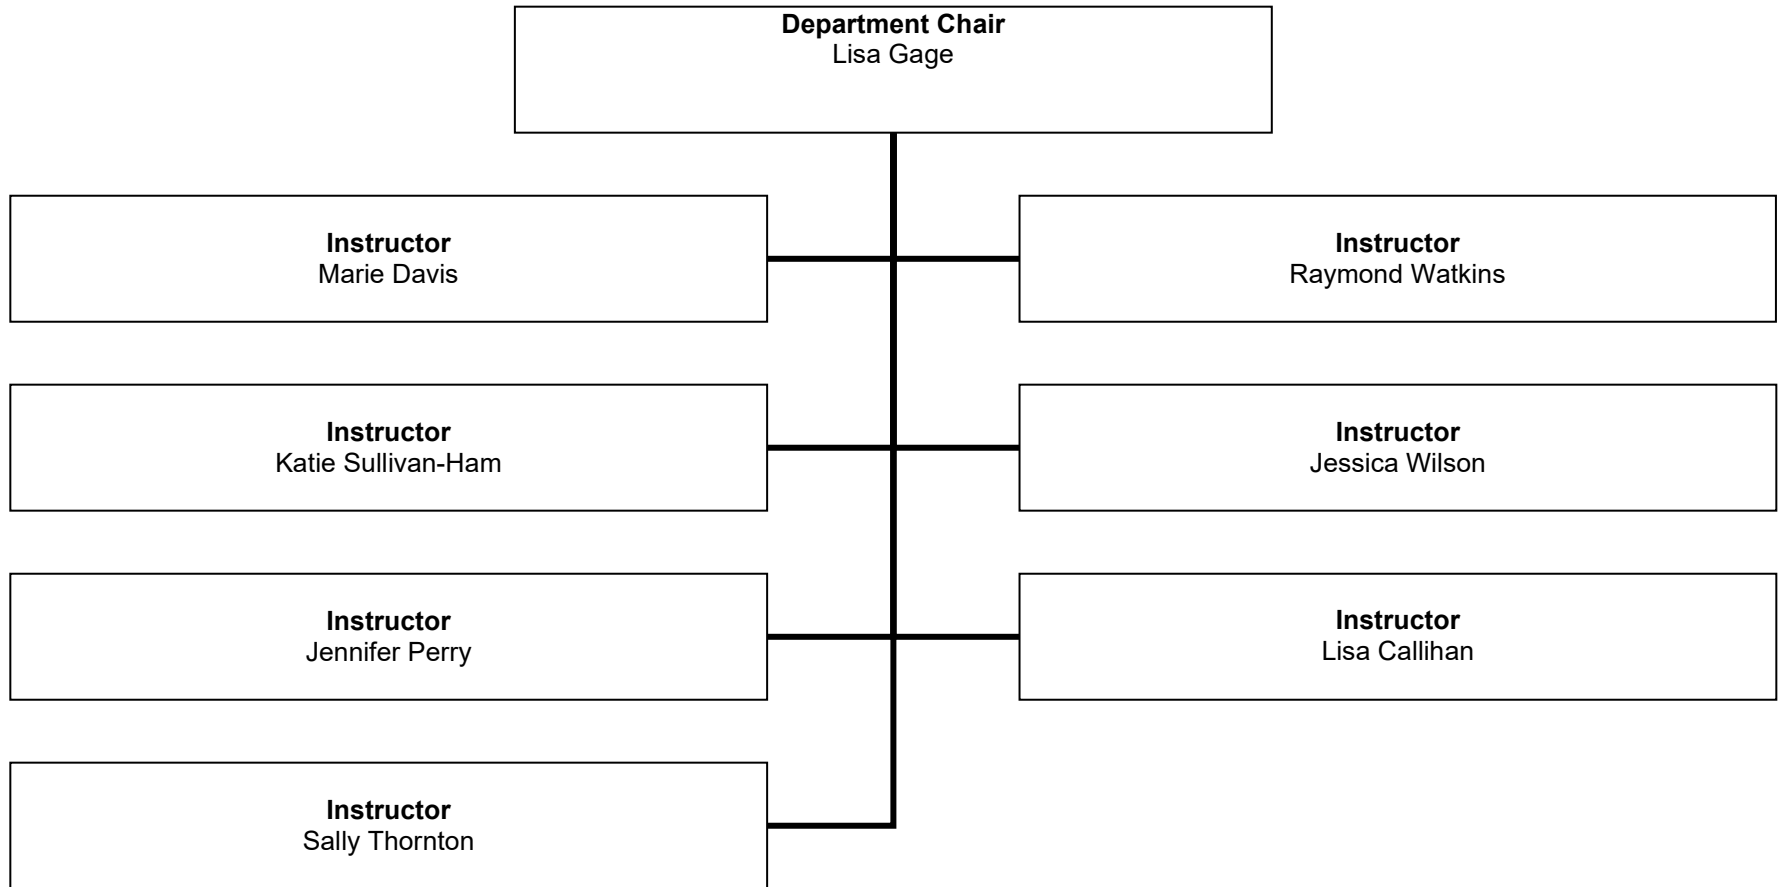 Department Chair
Lisa Gage
Instructor
Marie Davis
Instructor
Raymond Watkins
Instructor
Katie Sullivan-Ham
Instructor
Jessica Wilson
Instructor
Jennifer Perry
Instructor
Lisa Callihan
Instructor
Sally Thornton